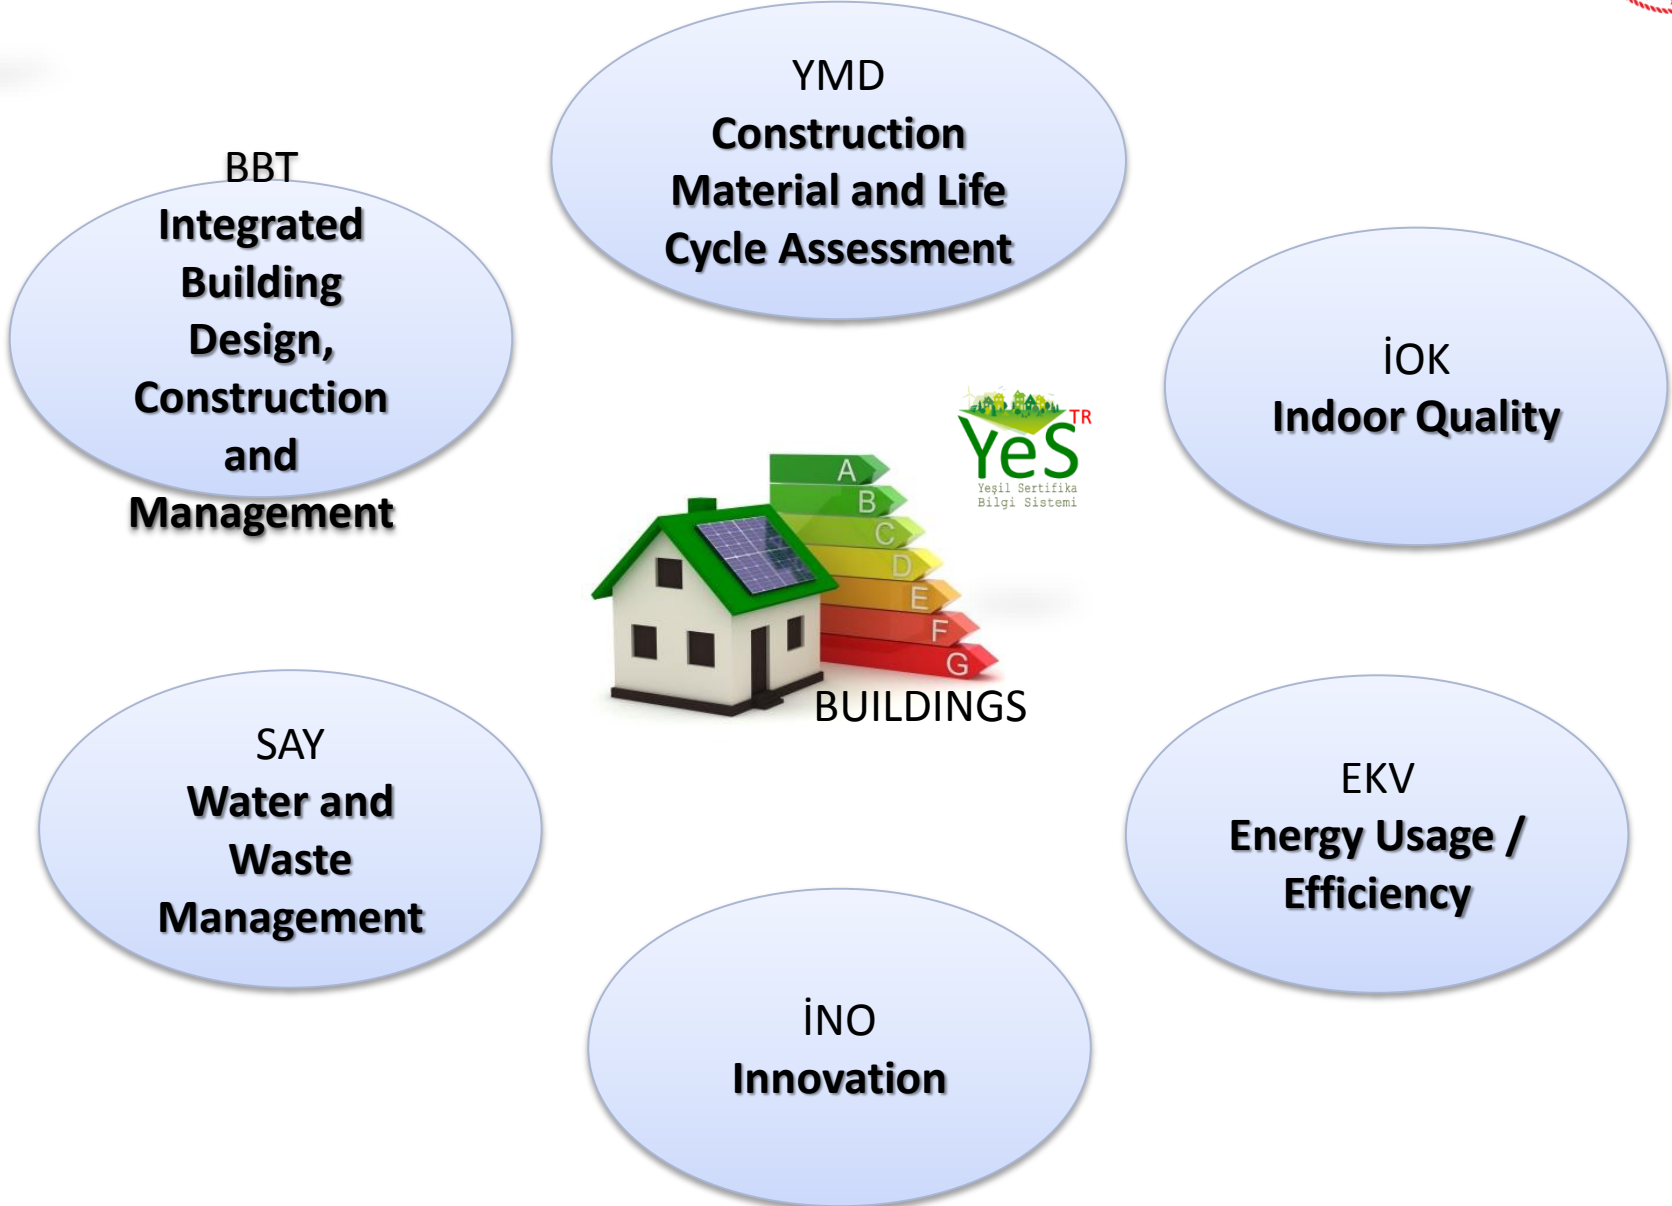 YMD
Construction
Material and Life
Cycle Assessment
BBT
Integrated
Building
Design,
Construction
and
Management
İOK
Indoor Quality
TR
YeS
Yeşil Sertifika
Bilgi Sistemi
A
B
C
D
E
F
G
BUILDINGS
SAY
Water and
Waste
Management
EKV
Energy Usage /
Efficiency
İNO
Innovation